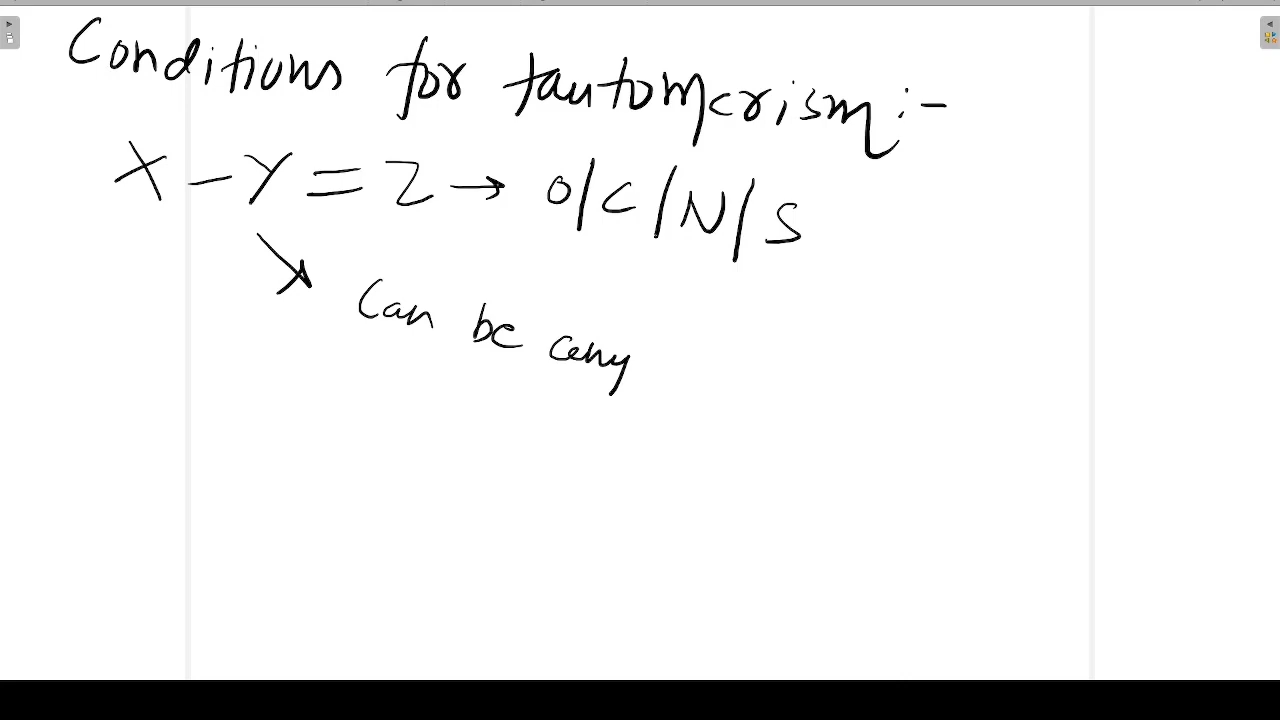 Conditions for tautomerism :-
X - Y = Z → O/C/N/S
↘ Can be any